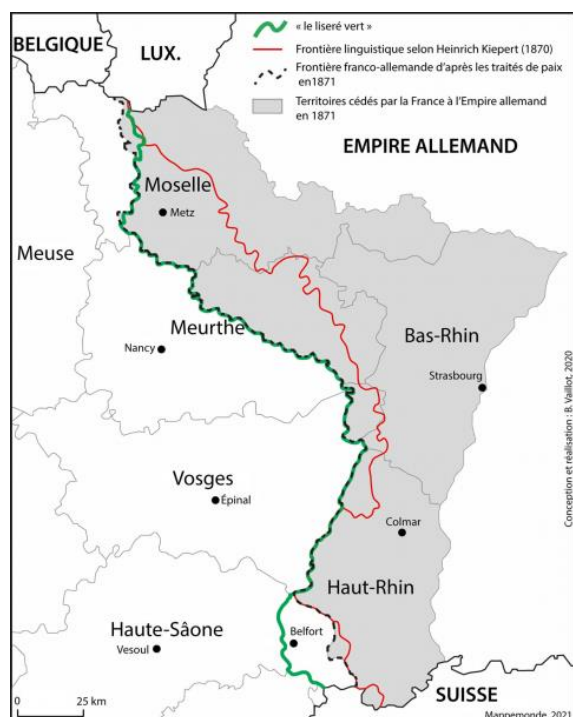 « le liseré vert »
Frontière linguistique selon Heinrich Kiepert (1870)
Frontière franco-allemande d'après les traités de paix
en1871
Territoires cédés par la France à l'Empire allemand
en 1871
BELGIQUE
LUX.
EMPIRE ALLEMAND
Moselle
Metz
Meuse
Meurthe
Nancy
Bas-Rhin
Strasbourg
Vosges
Épinal
Colmar
Haut-Rhin
Haute-Sâone
Vesoul
Belfort
SUISSE
0 25 km
Mappemonde, 2021
Conception et réalisation : B. Vaillot, 2020